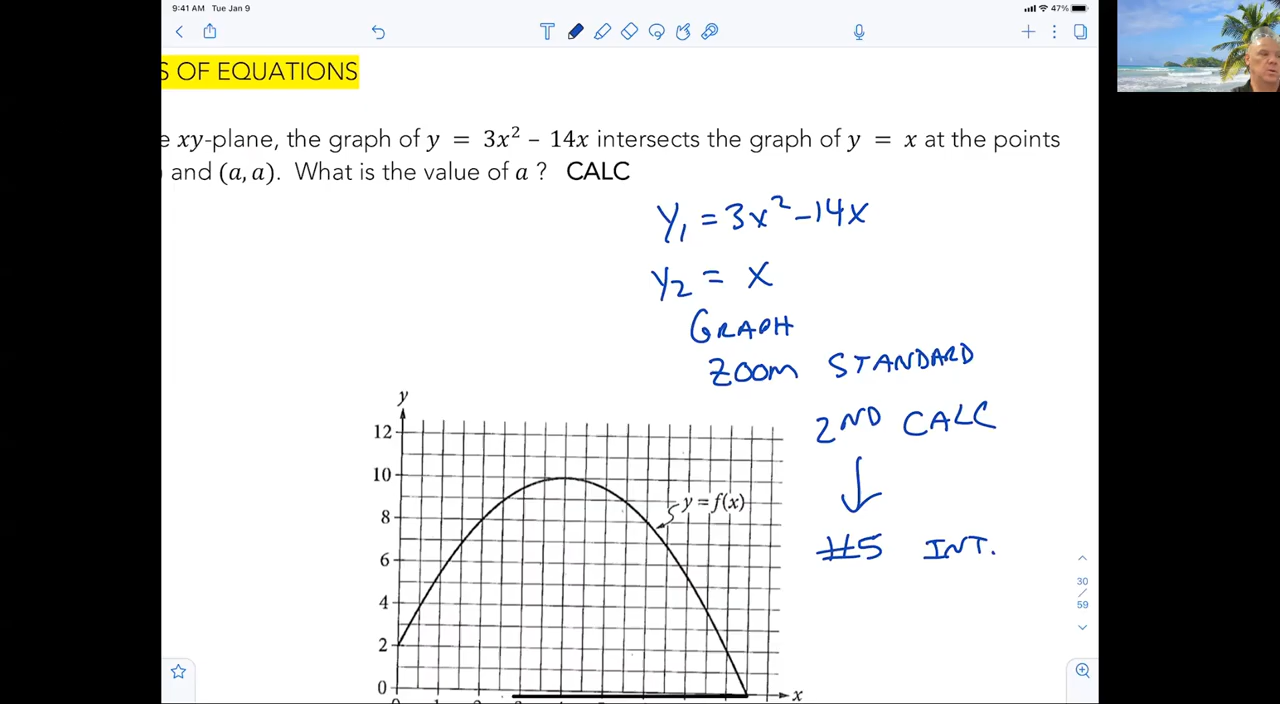 9:41 AM Tue Jan 9
47%
S OF EQUATIONS
e xy-plane, the graph of y = 3x² – 14x intersects the graph of y = x at the points
) and (a, a). What is the value of a ? CALC
Y₁ = 3x² – 14x
Y₂ = x
GRAPH
ZOOM STANDARD
2ND CALC
↓
#5 INT.
y
12
10
8
6
4
2
0
y = f(x)
x
30
/
59